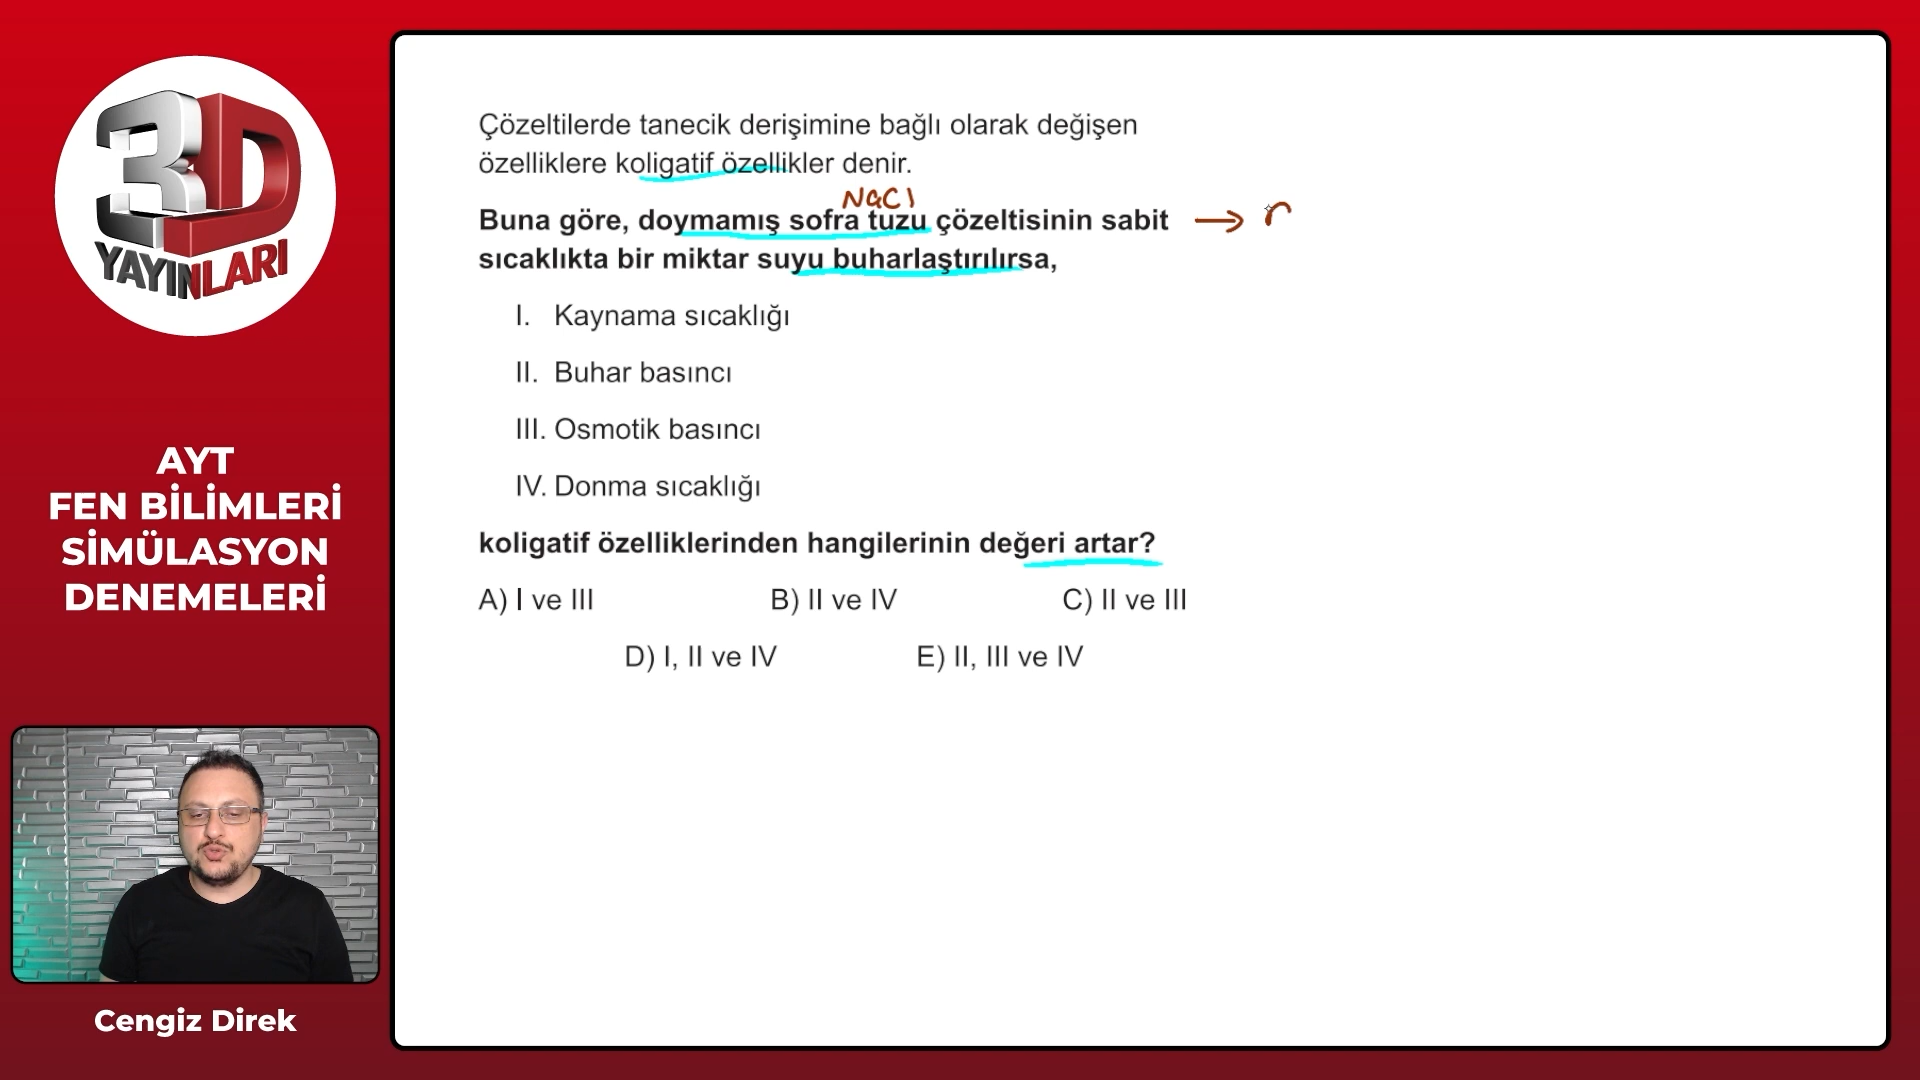 3D
YAYINLARI
AYT
FEN BİLİMLERİ
SİMÜLASYON
DENEMELERİ
Cengiz Direk
Çözeltilerde tanecik derişimine bağlı olarak değişen
özelliklere koligatif özellikler denir.
NaCl
Buna göre, doymamış sofra tuzu çözeltisinin sabit →
sıcaklıkta bir miktar suyu buharlaştırılırsa,
I. Kaynama sıcaklığı
II. Buhar basıncı
III. Osmotik basıncı
IV. Donma sıcaklığı
koligatif özelliklerinden hangilerinin değeri artar?
A) I ve III B) II ve IV C) II ve III
D) I, II ve IV E) II, III ve IV